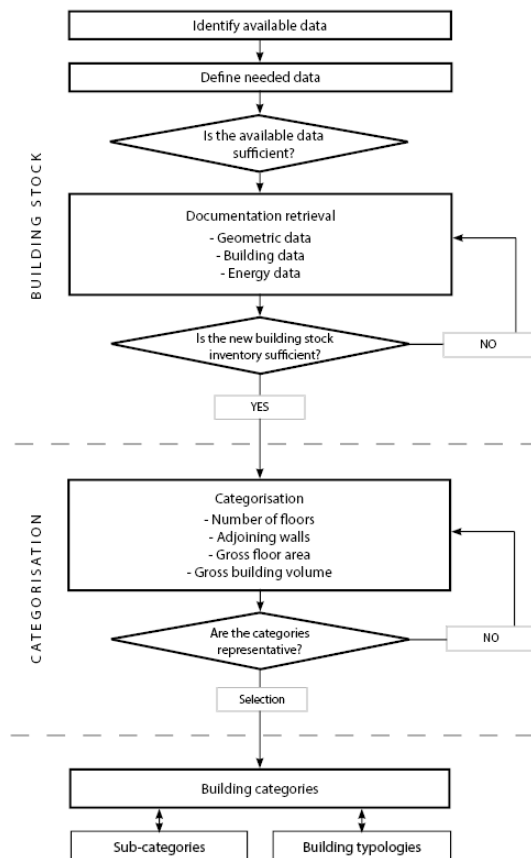 Identify available data
Define needed data
Is the available data
sufficient?
BUILDING STOCK
Documentation retrieval
- Geometric data
- Building data
- Energy data
Is the new building stock
inventory sufficient?
NO
YES
CATEGORISATION
Categorisation
- Number of floors
- Adjoining walls
- Gross floor area
- Gross building volume
Are the categories
representative?
NO
Selection
Building categories
Sub-categories
Building typologies